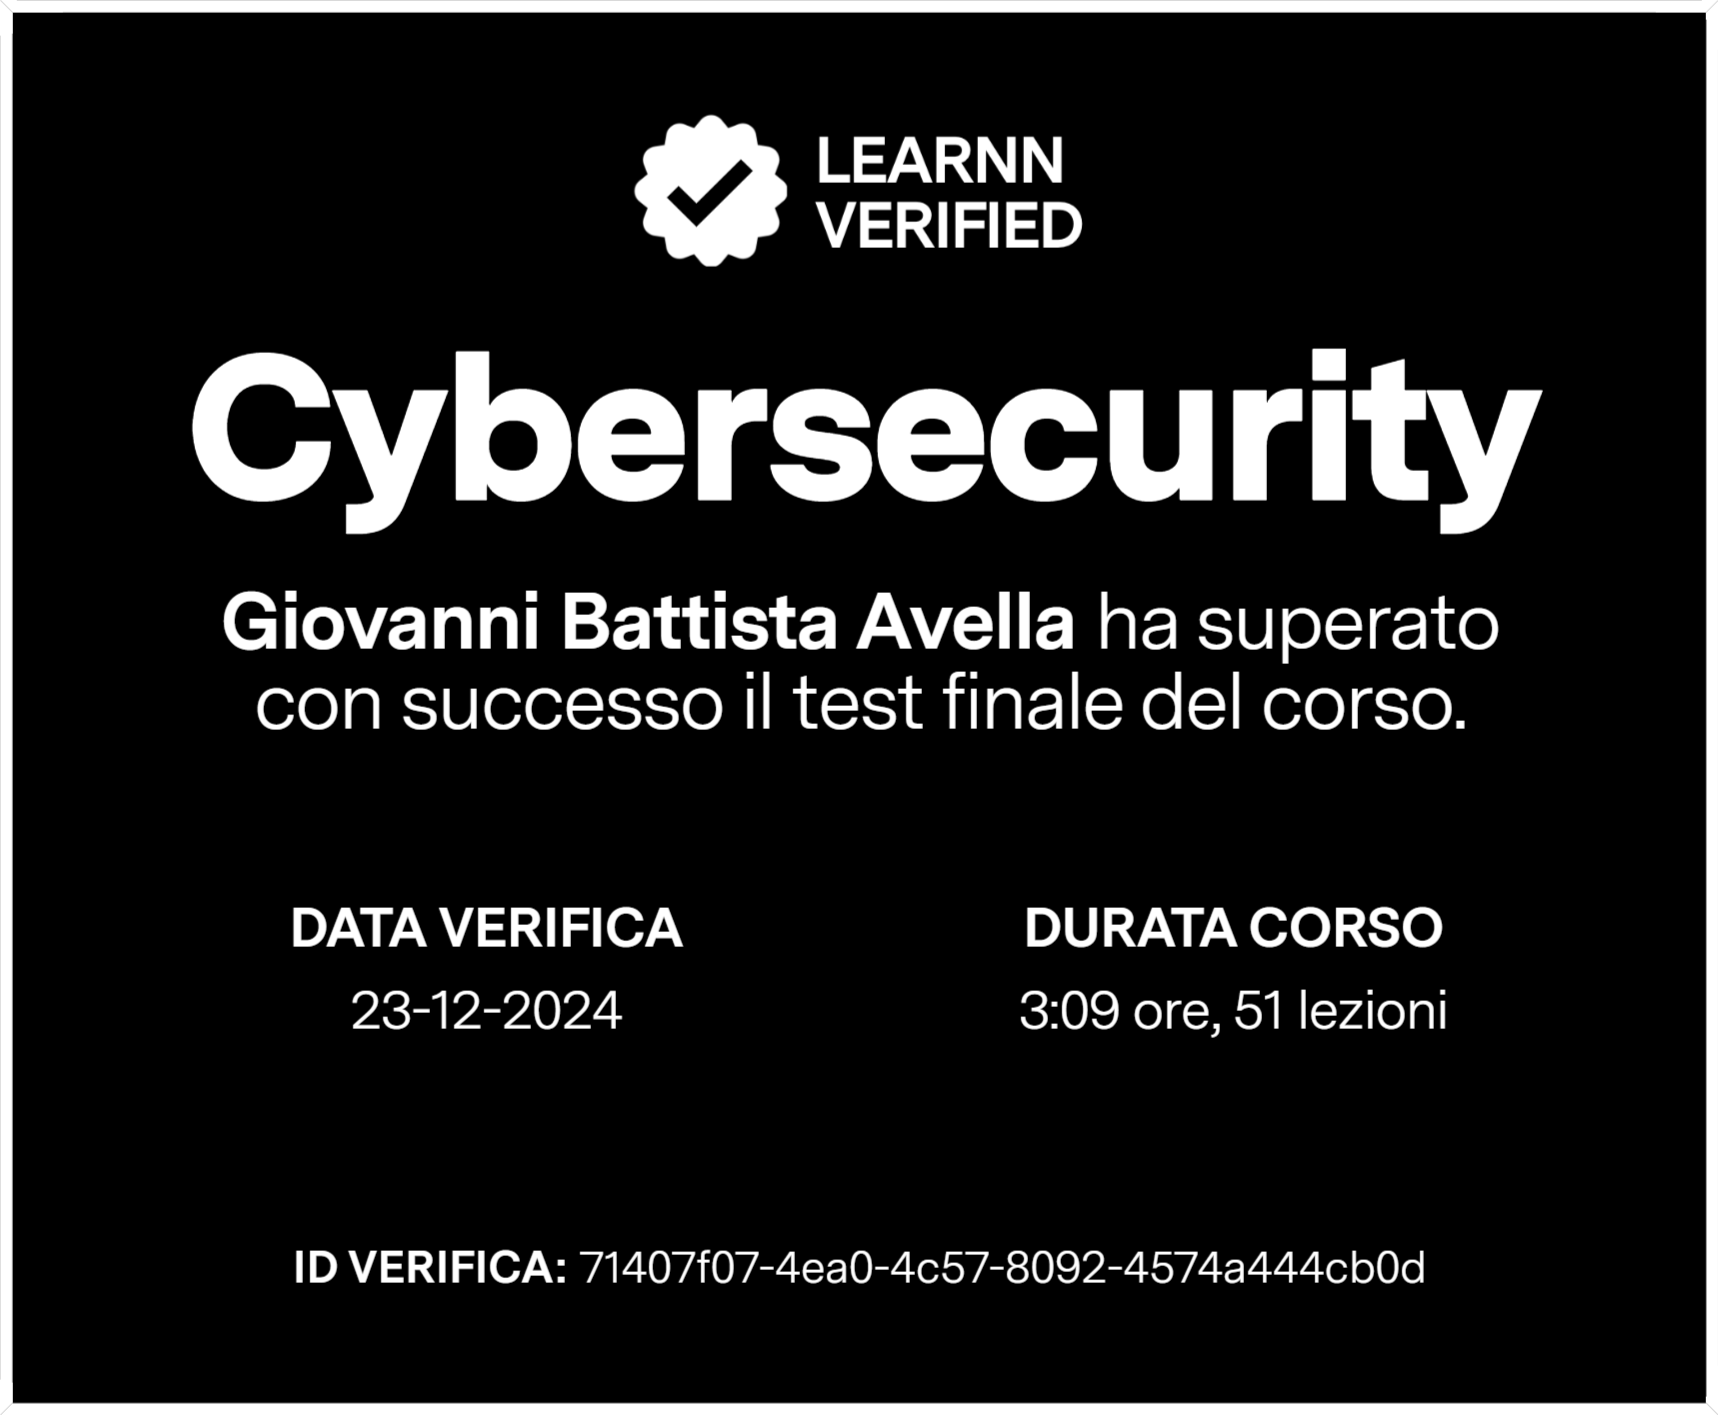 LEARNN
VERIFIED
Cybersecurity
Giovanni Battista Avella ha superato
con successo il test finale del corso.
DATA VERIFICA
23-12-2024
DURATA CORSO
3:09 ore, 51 lezioni
ID VERIFICA: 71407f07-4ea0-4c57-8092-4574a444cb0d